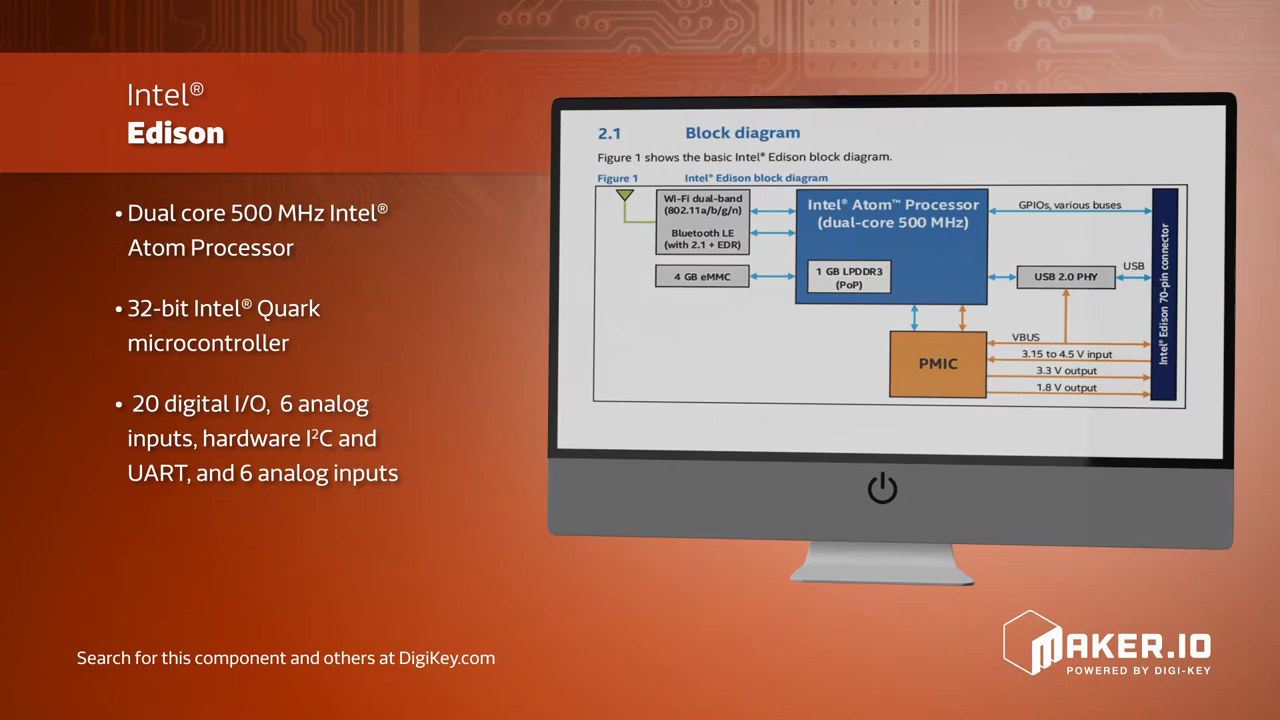 Intel®
Edison
• Dual core 500 MHz Intel®
Atom Processor
• 32-bit Intel® Quark
microcontroller
• 20 digital I/O, 6 analog
inputs, hardware I²C and
UART, and 6 analog inputs
2.1 Block diagram
Figure 1 shows the basic Intel® Edison block diagram.
Figure 1 Intel® Edison block diagram
Wi-Fi dual-band
(802.11a/b/g/n)
Bluetooth LE
(with 2.1 + EDR)
4 GB eMMC
Intel® Atom™ Processor
(dual-core 500 MHz)
1 GB LPDDR3
(PoP)
GPIOs, various buses
USB 2.0 PHY
USB
PMIC
VBUS
3.15 to 4.5 V input
3.3 V output
1.8 V output
Intel® Edison 70-pin connector
Search for this component and others at DigiKey.com
MAKER.IO
POWERED BY DIGI-KEY